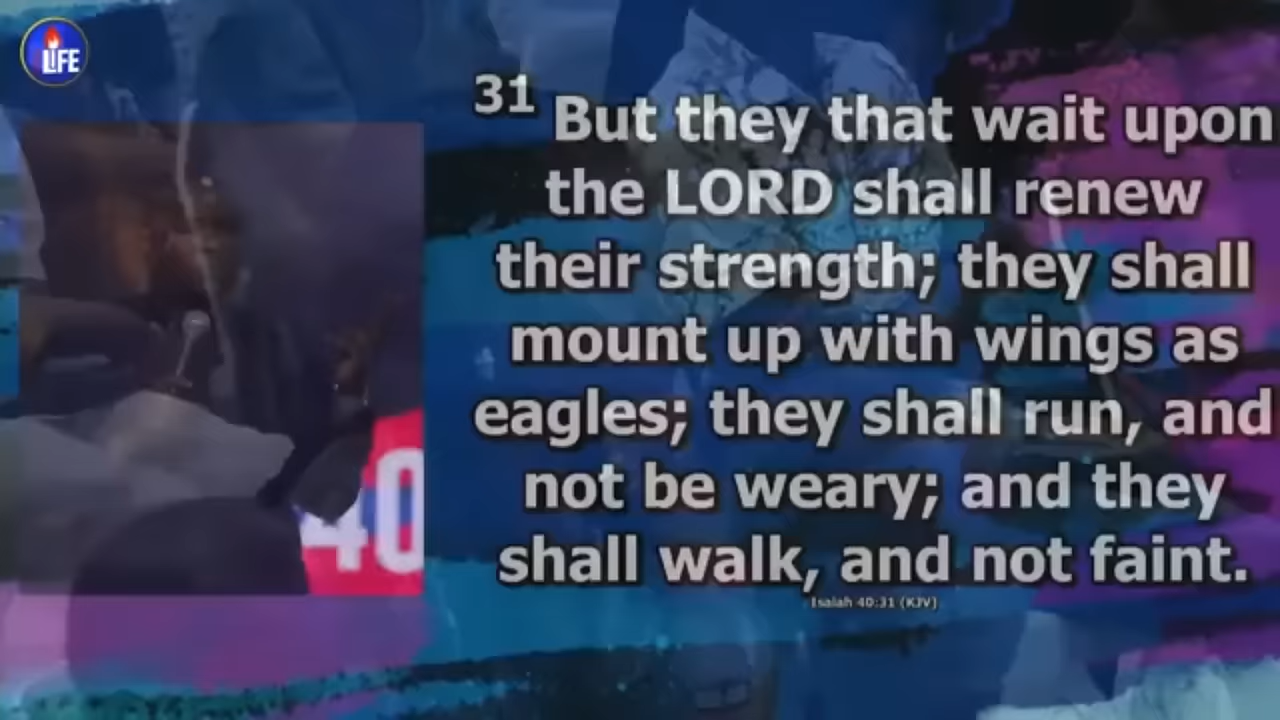 LIFE
31 But they that wait upon
the LORD shall renew
their strength; they shall
mount up with wings as
eagles; they shall run, and
not be weary; and they
shall walk, and not faint.
Isaiah 40:31 (KJV)
40